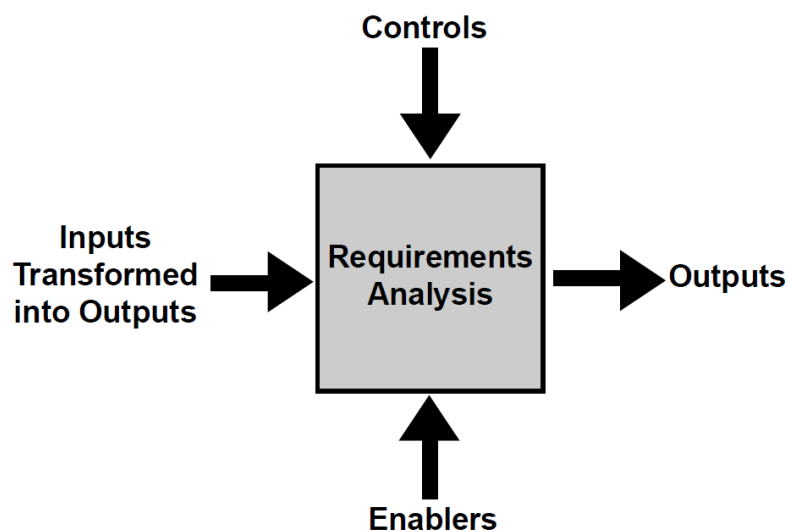 Controls
Inputs
Transformed
into Outputs
Requirements
Analysis
Outputs
Enablers